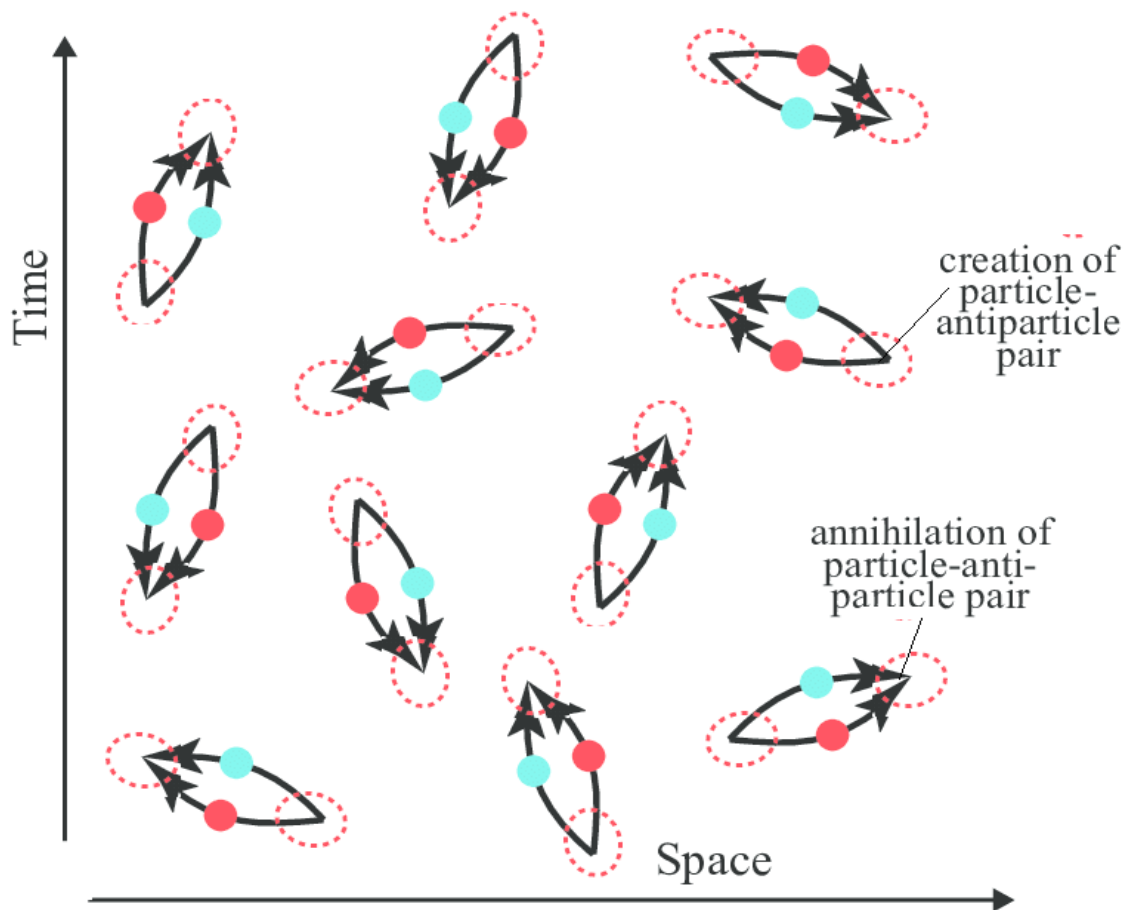 Time
creation of
particle-
antiparticle
pair
annihilation of
particle-anti-
particle pair
Space